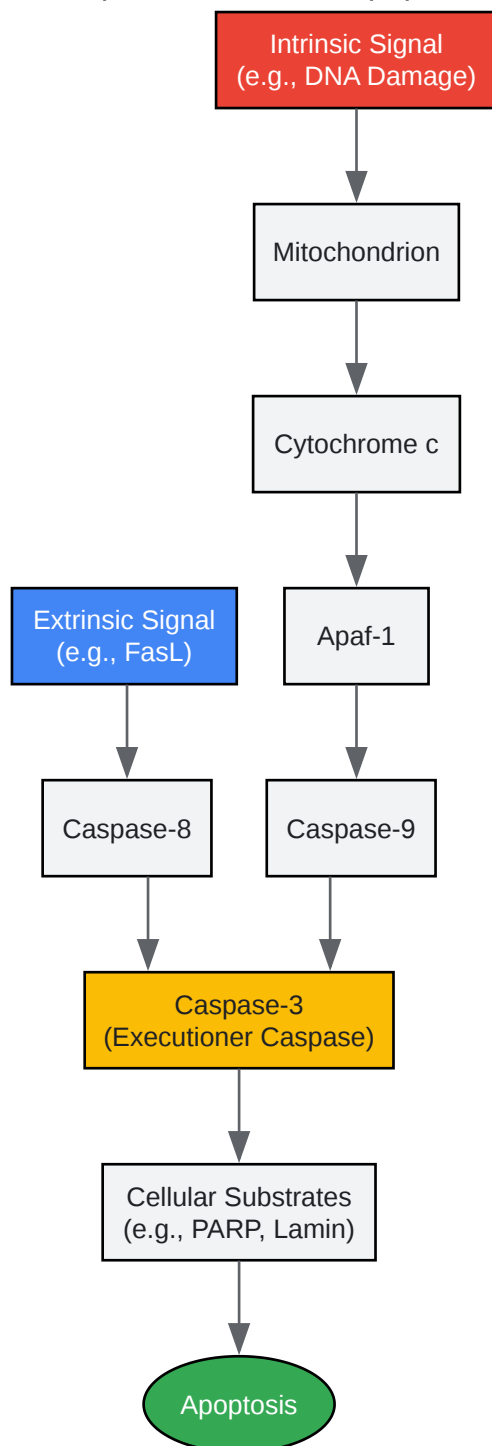 Intrinsic Signal
(e.g., DNA Damage)
Mitochondrion
Cytochrome c
Extrinsic Signal
(e.g., FasL)
Apaf-1
Caspase-8
Caspase-9
Caspase-3
(Executioner Caspase)
Cellular Substrates
(e.g., PARP, Lamin)
Apoptosis